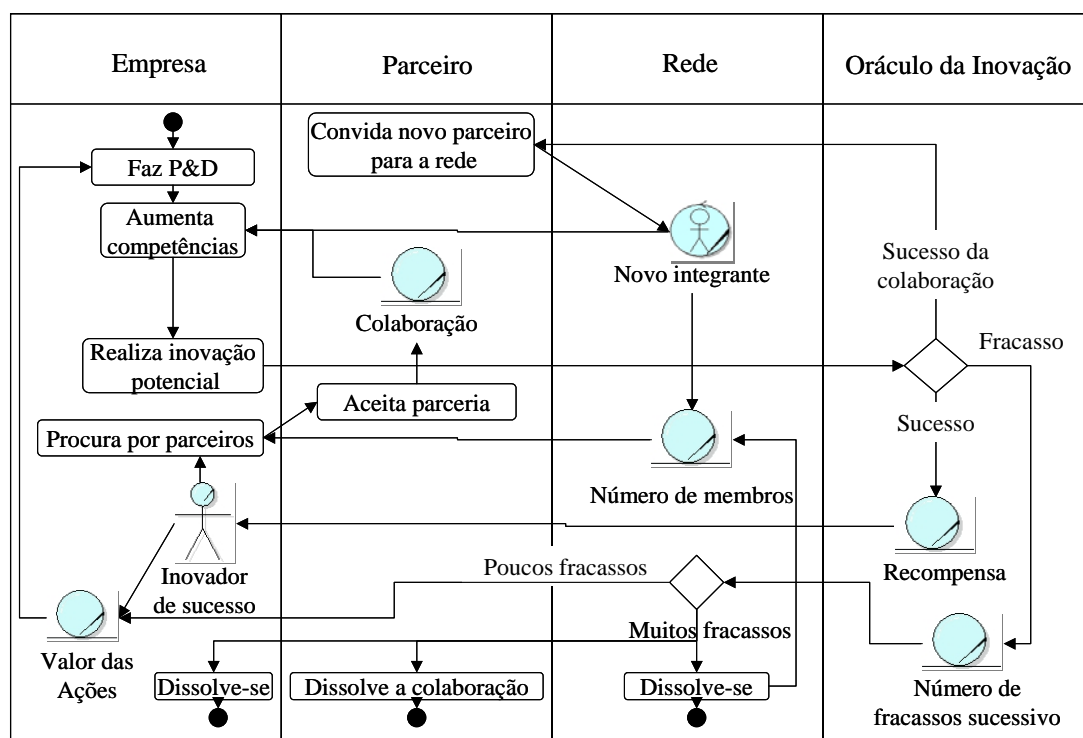 Empresa
Parceiro
Rede
Oráculo da Inovação
Convida novo parceiro
para a rede
Faz P&D
Aumenta
competências
Novo integrante
Sucesso da
colaboração
Colaboração
Fracasso
Realiza inovação
potencial
Aceita parceria
Sucesso
Procura por parceiros
Número de membros
Inovador
de sucesso
Poucos fracassos
Recompensa
Muitos fracassos
Valor das
Ações
Dissolve-se
Dissolve a colaboração
Dissolve-se
Número de
fracassos sucessivo